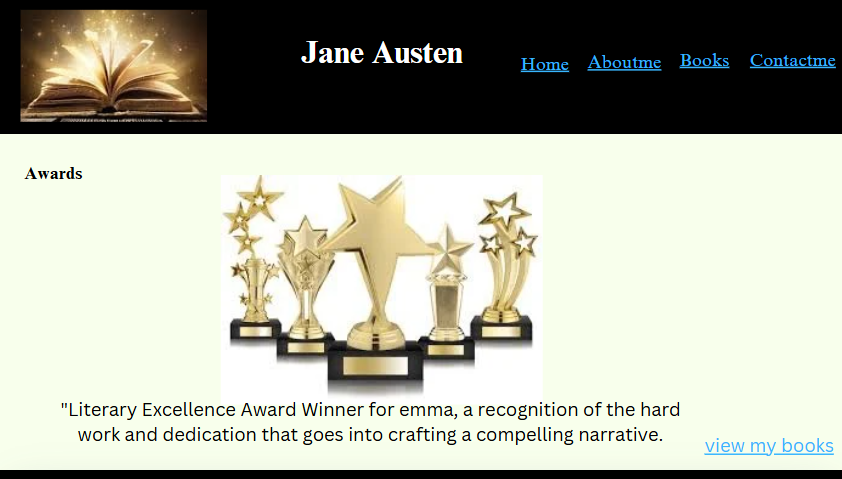 Jane Austen
Home Aboutme Books Contactme
Awards
"Literary Excellence Award Winner for emma, a recognition of the hard
work and dedication that goes into crafting a compelling narrative.
view my books